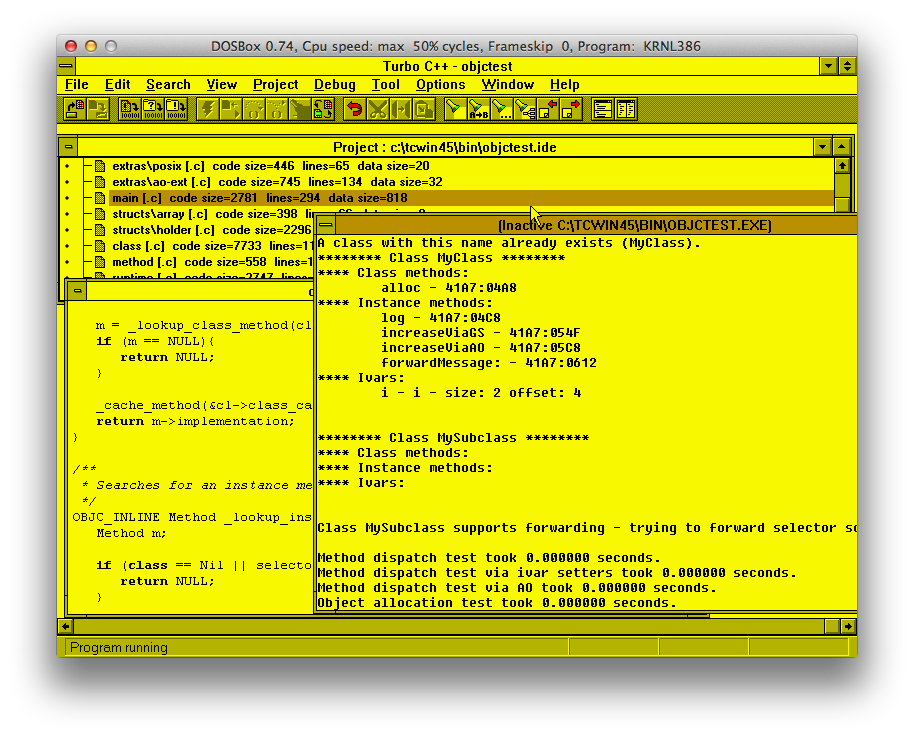 DOSBox 0.74, Cpu speed: max 50% cycles, Frameskip 0, Program: KRNL386
Turbo C++ - objctest
File Edit Search View Project Debug Tool Options Window Help
Project : c:\tcwin45\bin\objctest.ide
extras\posix [.c] code size=446 lines=65 data size=20
extras\ao-ext [.c] code size=745 lines=134 data size=32
main [.c] code size=2781 lines=294 data size=818
structs\array [.c] code size=398
structs\holder [.c] code size=2296
class [.c] code size=7733 lines=11
method [.c] code size=558 lines=1
runtime [.c] code size=2747
(Inactive C:\TCWIN45\BIN\OBJCTEST.EXE)
A class with this name already exists (MyClass).
******** Class MyClass ********
**** Class methods:
alloc - 41A7:04A8
**** Instance methods:
log - 41A7:04C8
increaseViaGS - 41A7:054F
increaseViaAO - 41A7:05C8
forwardMessage: - 41A7:0612
**** Ivars:
i - i - size: 2 offset: 4
******** Class MySubclass ********
**** Class methods:
**** Instance methods:
**** Ivars:
Class MySubclass supports forwarding - trying to forward selector so
Method dispatch test took 0.000000 seconds.
Method dispatch test via ivar setters took 0.000000 seconds.
Method dispatch test via AO took 0.000000 seconds.
Object allocation test took 0.000000 seconds.
m = _lookup_class_method(cl
if (m == NULL){
return NULL;
}
_cache_method(&cl->class_ca
return m->implementation;
}
/**
* Searches for an instance me
*/
OBJC_INLINE Method _lookup_ins
Method m;
if (class == Nil || selecto
return NULL;
}
Program running